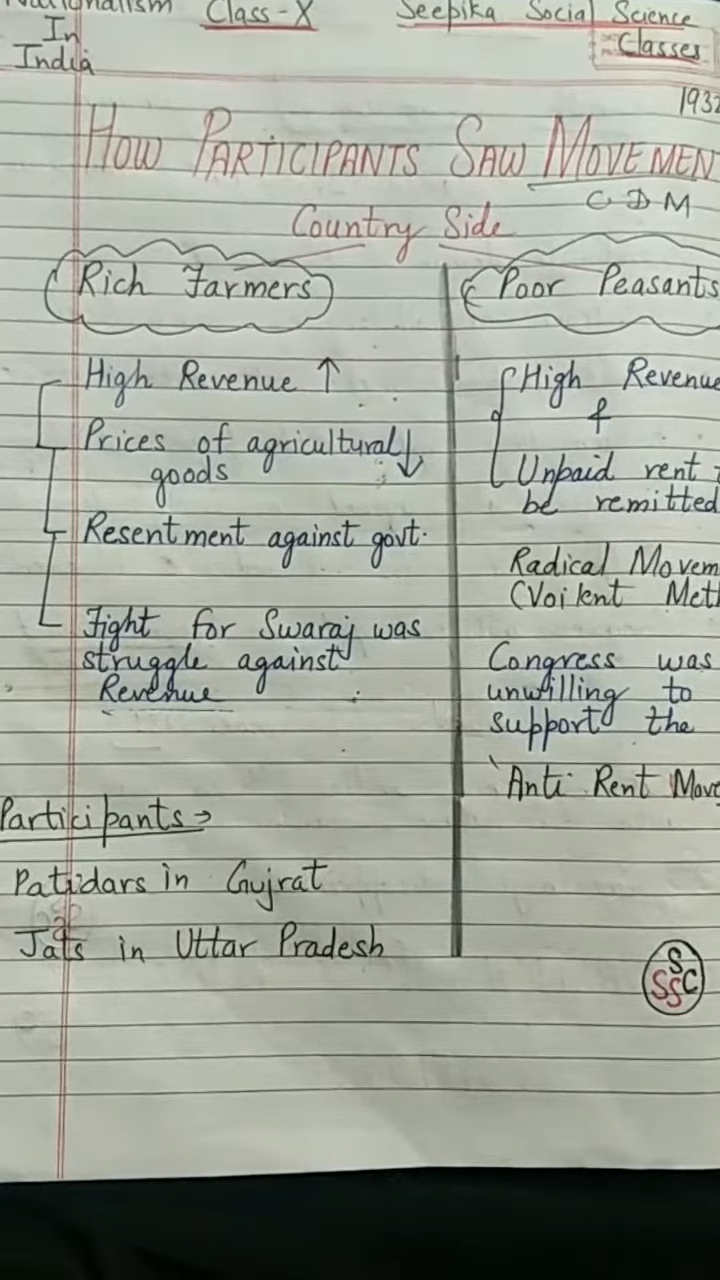 Nationalism Class-X Seepika Social Science
In
India
Classes
1932
HOW PARTICIPANTS SAW MOVEMEN
C D M
Country Side
Rich Farmers
High Revenue ↑
Prices of agricultural ↓
goods
Resentment against govt.
Fight for Swaraj was
struggle against
Revenue
Participants →
Patidars in Gujrat
Jats in Uttar Pradesh
Poor Peasants
High Revenue
&
Unpaid rent
be remitted
Radical Movem
(Voilent Met
Congress was
unwilling to
support the
'Anti Rent Move
SSSC